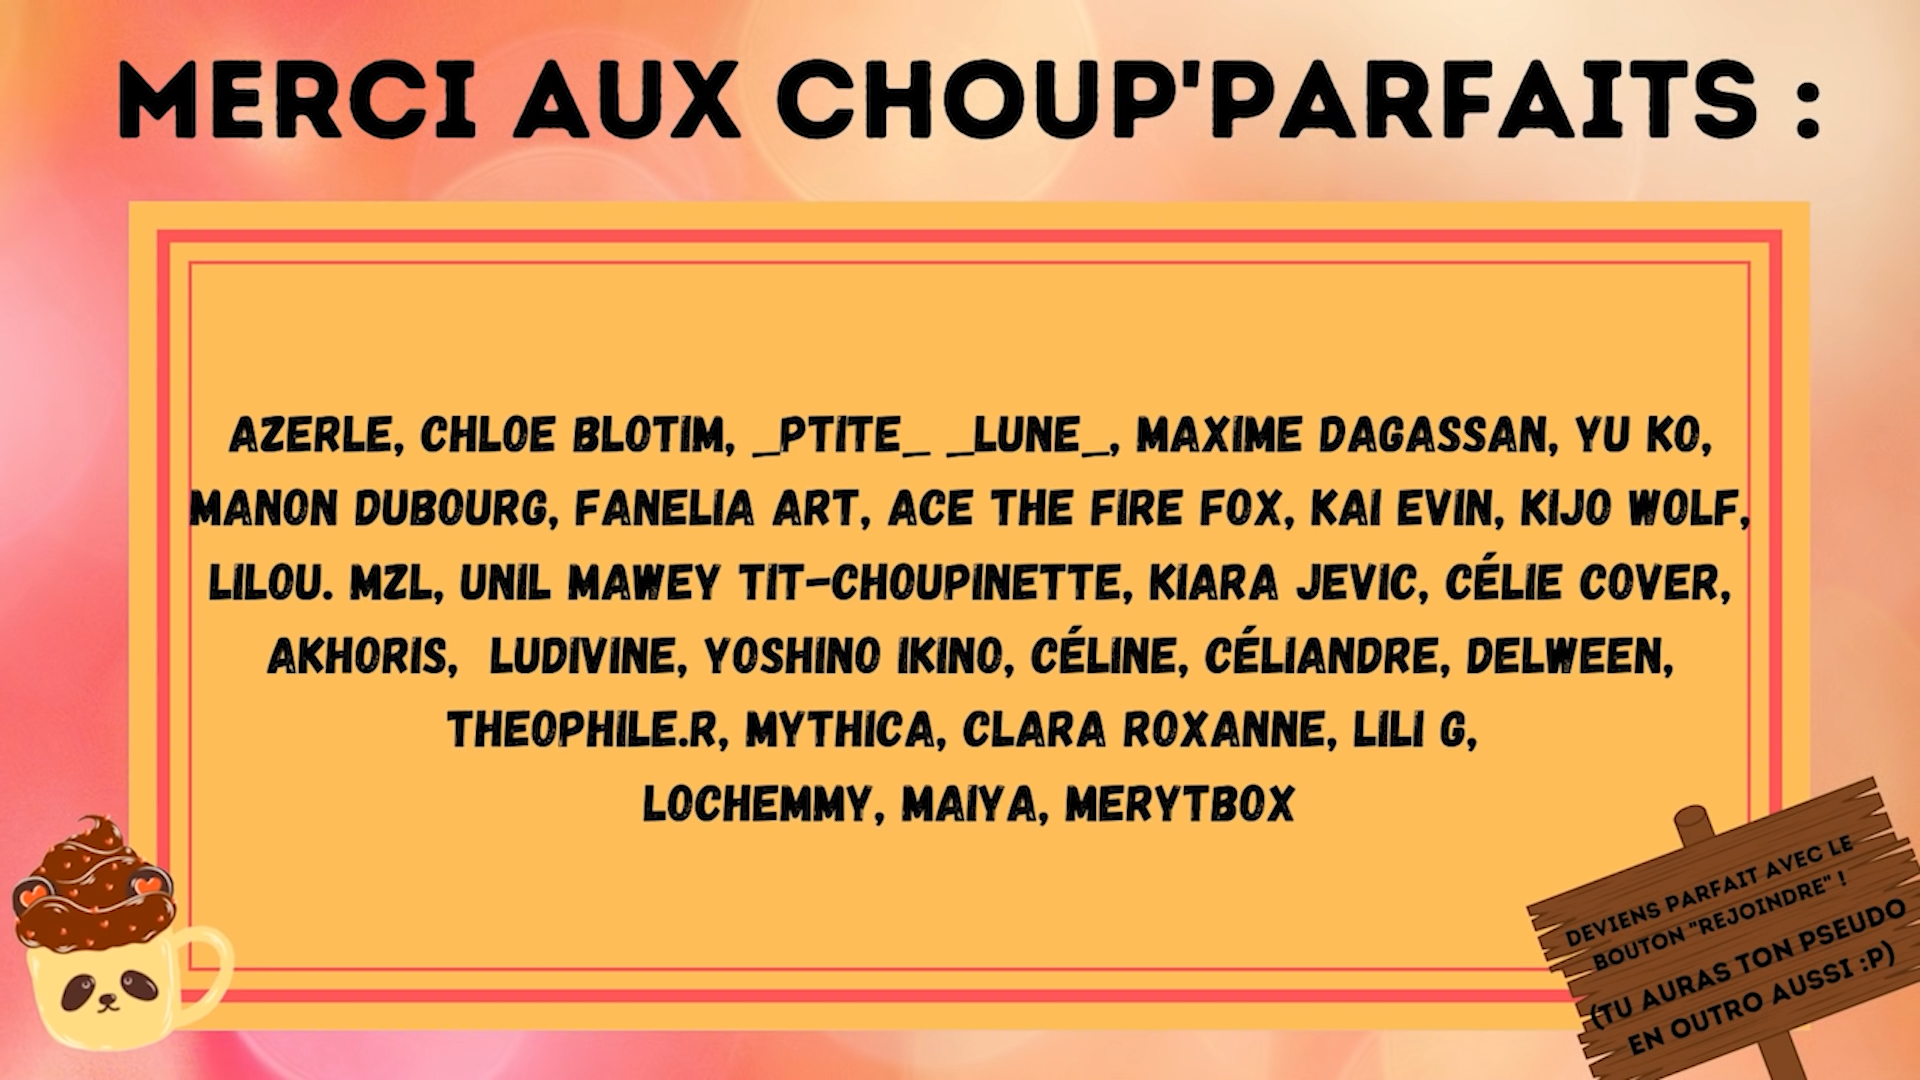 MERCI AUX CHOUP'PARFAITS :
AZERLE, CHLOE BLOTIM, _PTITE_ _LUNE_, MAXIME DAGASSAN, YU KO,
MANON DUBOURG, FANELIA ART, ACE THE FIRE FOX, KAI EVIN, KIJO WOLF,
LILOU. MZL, UNIL MAWEY TIT-CHOUPINETTE, KIARA JEVIC, CÉLIE COVER,
AKHORIS, LUDIVINE, YOSHINO IKINO, CÉLINE, CÉLIANDRE, DELWEEN,
THEOPHILE.R, MYTHICA, CLARA ROXANNE, LILI G,
LOCHEMMY, MAIYA, MERYTBOX
DEVIENS PARFAIT AVEC LE
BOUTON "REJOINDRE" !
(TU AURAS TON PSEUDO
EN OUTRO AUSSI :P)